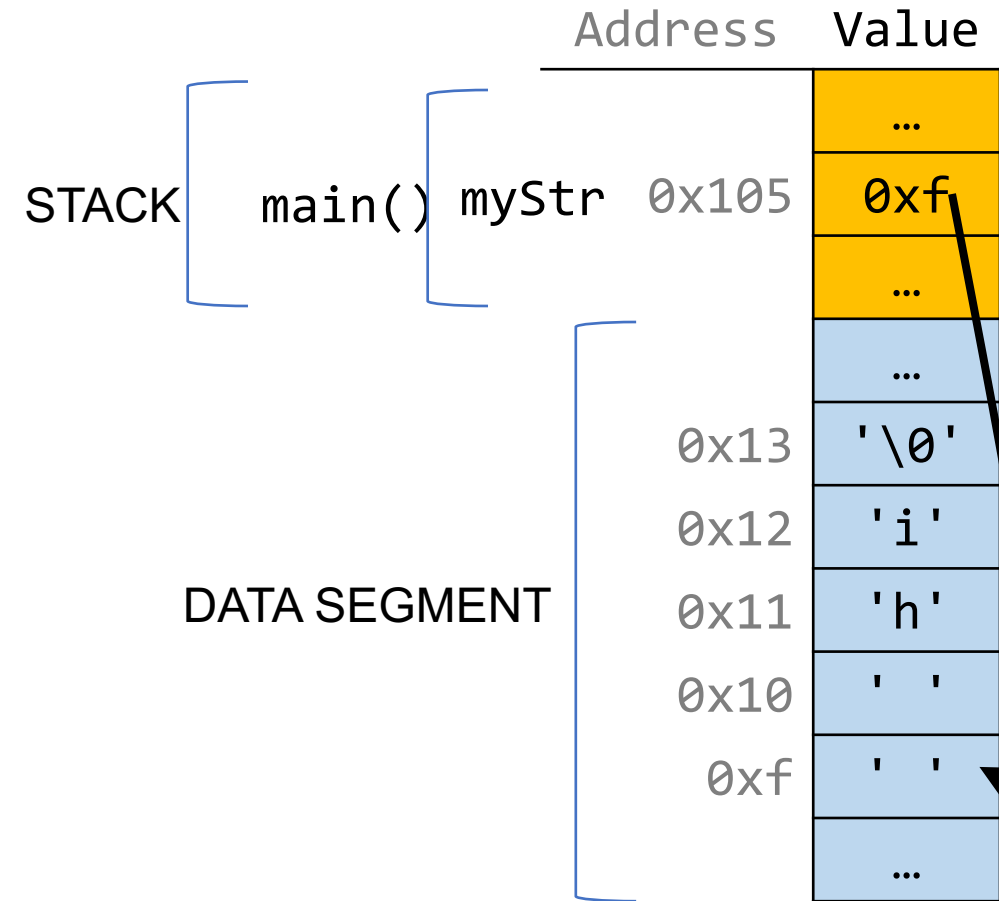 Address Value
…
STACK main() myStr 0x105 0xf
…
…
0x13 '\0'
0x12 'i'
DATA SEGMENT 0x11 'h'
0x10 ' '
0xf ' '
…